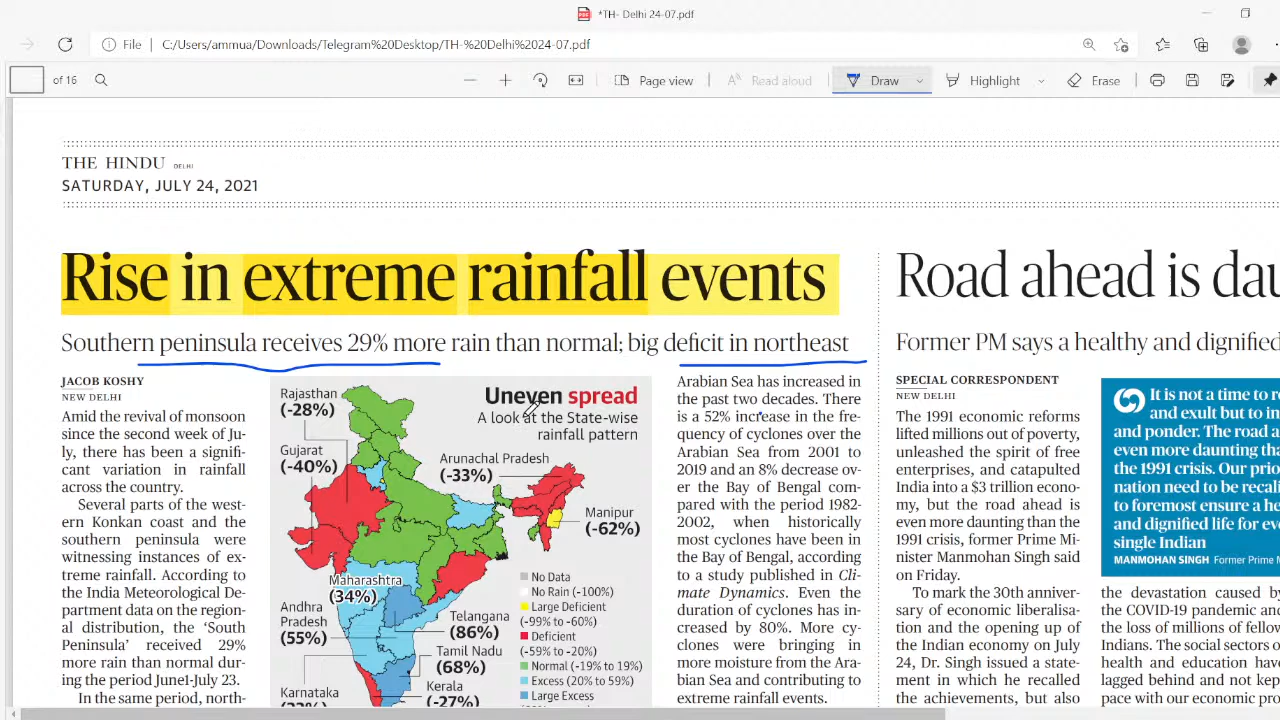 *TH- Delhi 24-07.pdf
File | C:/Users/ammua/Downloads/Telegram%20Desktop/TH-%20Delhi%2024-07.pdf
of 16
Page view
Read aloud
Draw
Highlight
Erase
THE HINDU DELHI
SATURDAY, JULY 24, 2021
Rise in extreme rainfall events
Southern peninsula receives 29% more rain than normal; big deficit in northeast
JACOB KOSHY
NEW DELHI
Amid the revival of monsoon
since the second week of Ju-
ly, there has been a signifi-
cant variation in rainfall
across the country.
Several parts of the west-
ern Konkan coast and the
southern peninsula were
witnessing instances of ex-
treme rainfall. According to
the India Meteorological De-
partment data on the region-
al distribution, the ‘South
Peninsula’ received 29%
more rain than normal dur-
ing the period June1-July 23.
In the same period, north-
Uneven spread
A look at the State-wise
rainfall pattern
Rajasthan
(-28%)
Gujarat
(-40%)
Arunachal Pradesh
(-33%)
Manipur
(-62%)
Maharashtra
(34%)
Andhra
Pradesh
(55%)
Telangana
(86%)
Tamil Nadu
(68%)
Karnataka
Kerala
(-27%)
No Data
No Rain (-100%)
Large Deficient
(-99% to -60%)
Deficient
(-59% to -20%)
Normal (-19% to 19%)
Excess (20% to 59%)
Large Excess
Arabian Sea has increased in
the past two decades. There
is a 52% increase in the fre-
quency of cyclones over the
Arabian Sea from 2001 to
2019 and an 8% decrease ov-
er the Bay of Bengal com-
pared with the period 1982-
2002, when historically
most cyclones have been in
the Bay of Bengal, according
to a study published in Cli-
mate Dynamics. Even the
duration of cyclones has in-
creased by 80%. More cy-
clones were bringing in
more moisture from the Ara-
bian Sea and contributing to
extreme rainfall events.
Road ahead is dau
Former PM says a healthy and dignified
SPECIAL CORRESPONDENT
NEW DELHI
The 1991 economic reforms
lifted millions out of poverty,
unleashed the spirit of free
enterprises, and catapulted
India into a $3 trillion econo-
my, but the road ahead is
even more daunting than the
1991 crisis, former Prime Mi-
nister Manmohan Singh said
on Friday.
To mark the 30th anniver-
sary of economic liberalisa-
tion and the opening up of
the Indian economy on July
24, Dr. Singh issued a state-
ment in which he recalled
the achievements, but also
It is not a time to re
and exult but to in
and ponder. The road a
even more daunting tha
the 1991 crisis. Our prio
nation need to be recali
to foremost ensure a he
and dignified life for eve
single Indian
MANMOHAN SINGH Former Prime M
the devastation caused by
the COVID-19 pandemic and
the loss of millions of fellow
Indians. The social sectors o
health and education have
lagged behind and not kep
pace with our economic pro